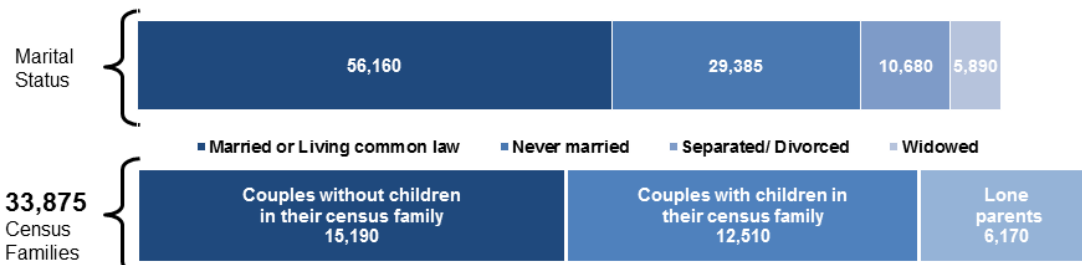 Marital
Status
56,160
29,385
10,680
5,890
Married or Living common law
Never married
Separated/ Divorced
Widowed
33,875
Census
Families
Couples without children
in their census family
15,190
Couples with children in
their census family
12,510
Lone
parents
6,170